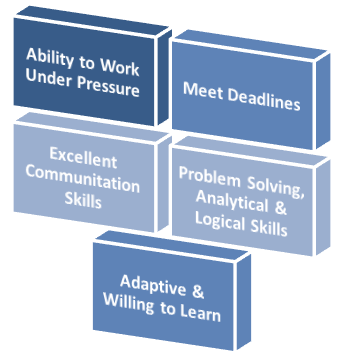 Ability to Work
Under Pressure
Meet Deadlines
Excellent
Communitation
Skills
Problem Solving,
Analytical &
Logical Skills
Adaptive &
Willing to Learn